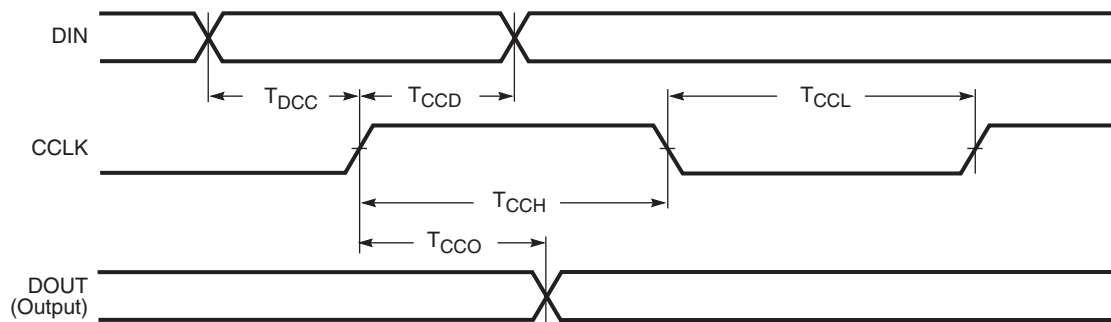 DIN
TDCC
TCCD
TCCL
CCLK
TCCH
TCCO
DOUT
(Output)